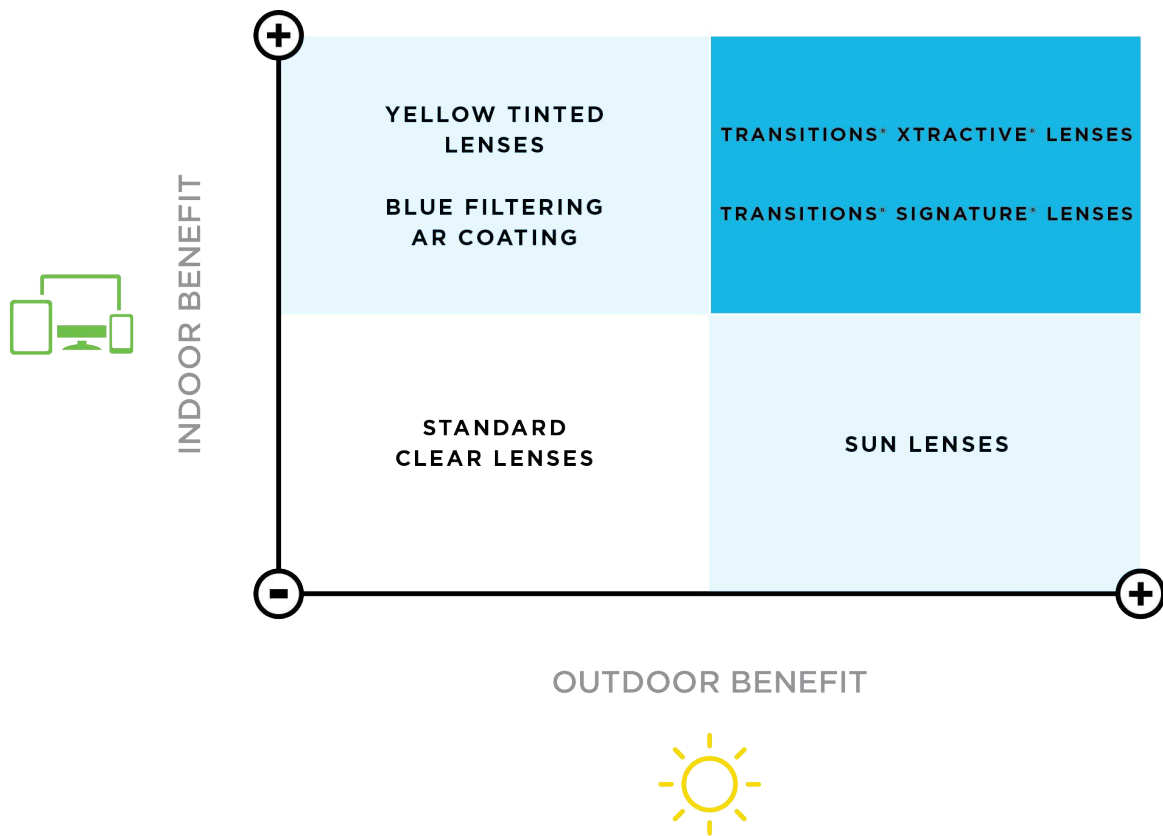 YELLOW TINTED
LENSES
BLUE FILTERING
AR COATING
TRANSITIONS® XTRACTIVE® LENSES
TRANSITIONS® SIGNATURE® LENSES
INDOOR BENEFIT
STANDARD
CLEAR LENSES
SUN LENSES
OUTDOOR BENEFIT